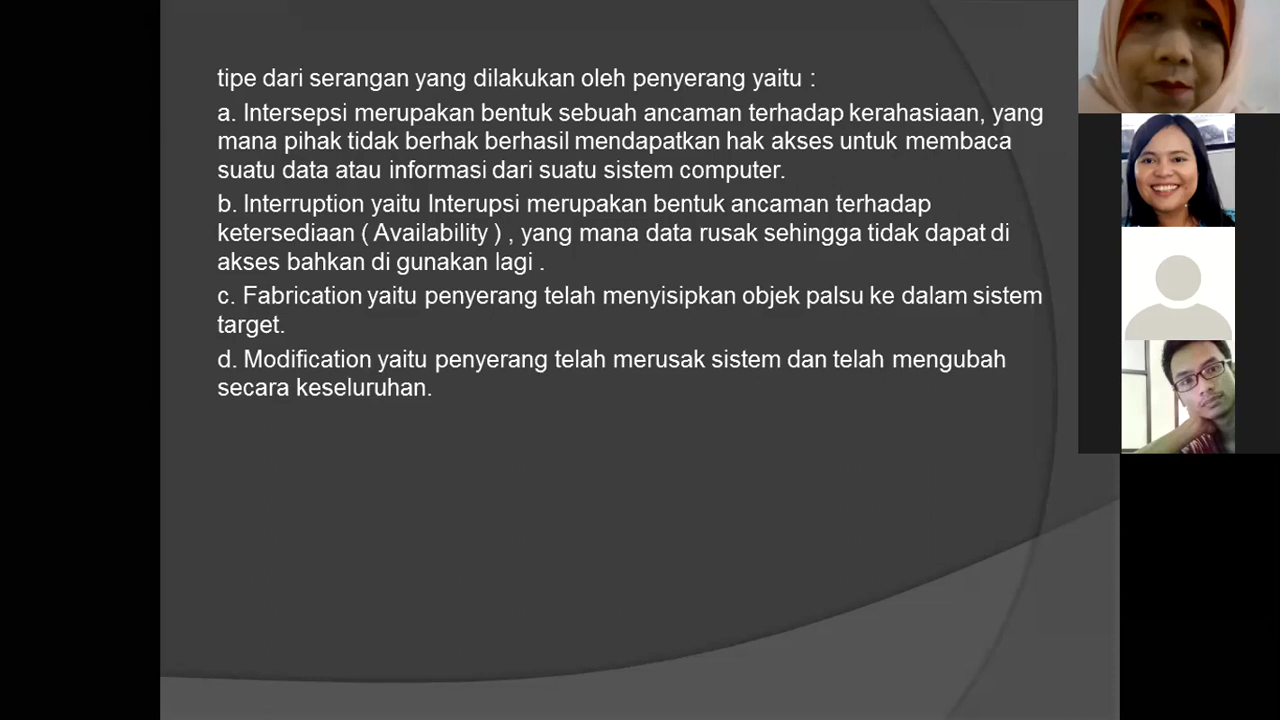 tipe dari serangan yang dilakukan oleh penyerang yaitu :
a. Intersepsi merupakan bentuk sebuah ancaman terhadap kerahasiaan, yang
mana pihak tidak berhak berhasil mendapatkan hak akses untuk membaca
suatu data atau informasi dari suatu sistem computer.
b. Interruption yaitu Interupsi merupakan bentuk ancaman terhadap
ketersediaan ( Availability ) , yang mana data rusak sehingga tidak dapat di
akses bahkan di gunakan lagi .
c. Fabrication yaitu penyerang telah menyisipkan objek palsu ke dalam sistem
target.
d. Modification yaitu penyerang telah merusak sistem dan telah mengubah
secara keseluruhan.